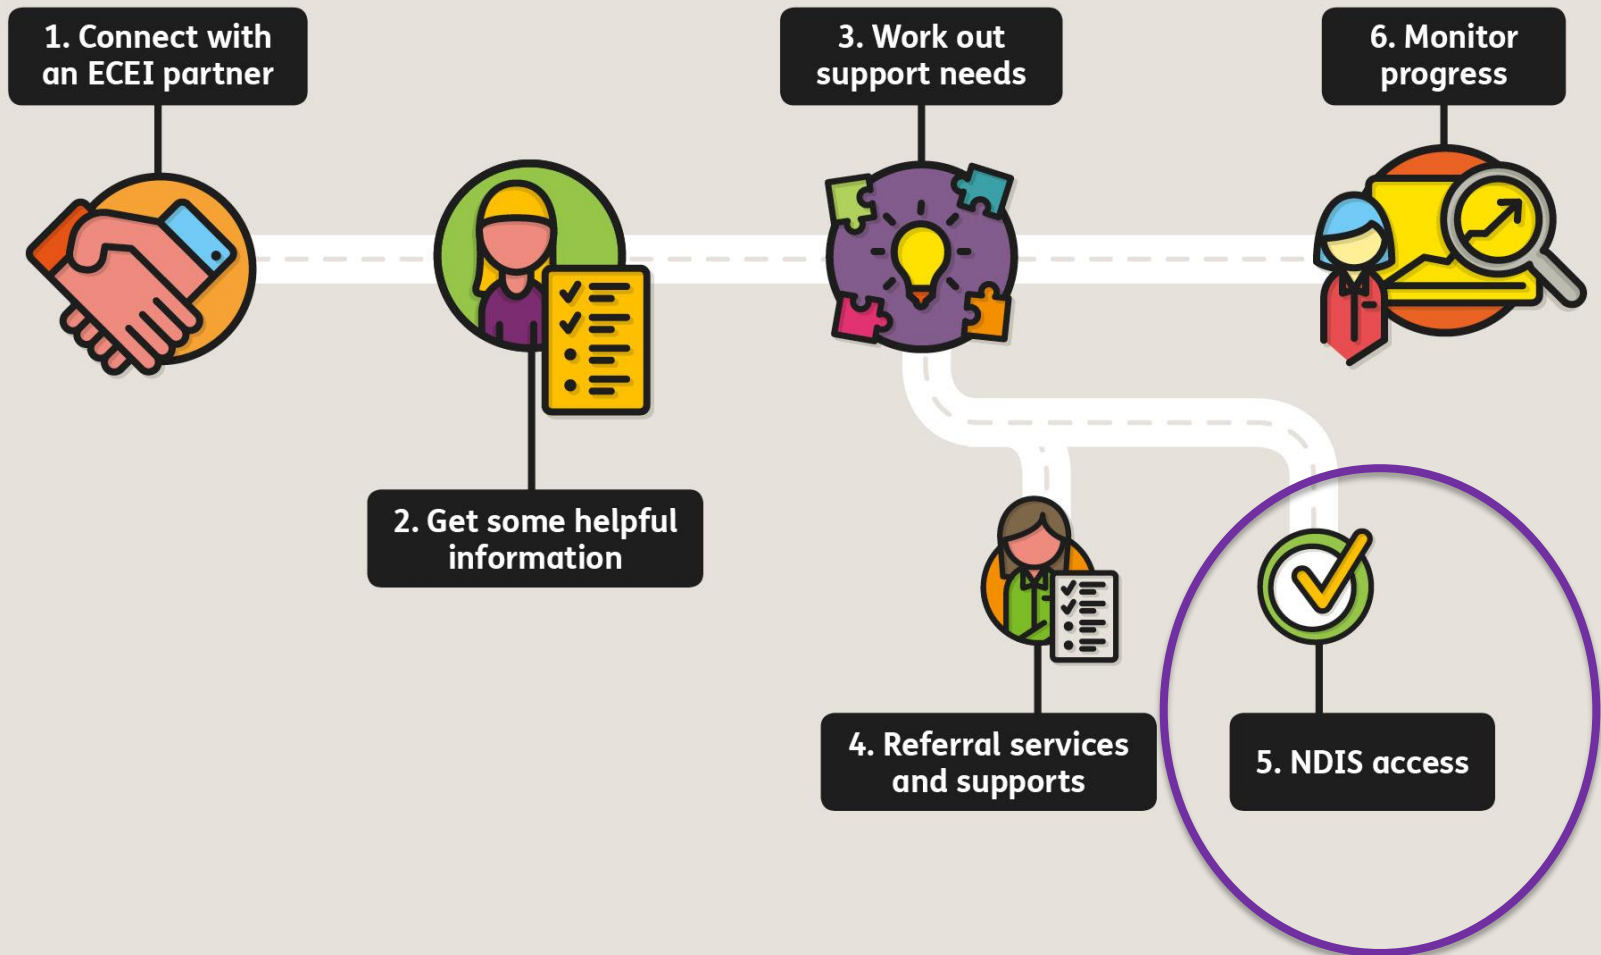 1. Connect with
an ECEI partner
2. Get some helpful
information
3. Work out
support needs
4. Referral services
and supports
5. NDIS access
6. Monitor
progress